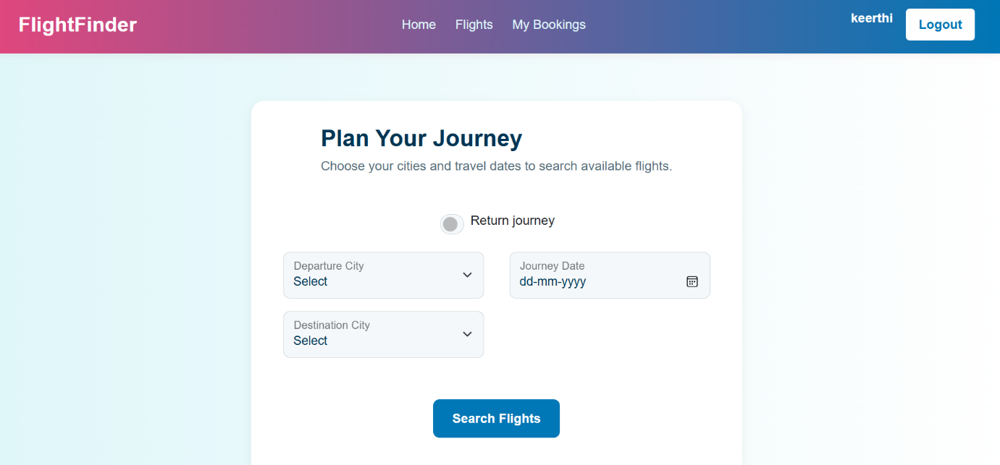 FlightFinder
Home Flights My Bookings
keerthi
Logout
Plan Your Journey
Choose your cities and travel dates to search available flights.
Return journey
Departure City
Select
Journey Date
dd-mm-yyyy
Destination City
Select
Search Flights